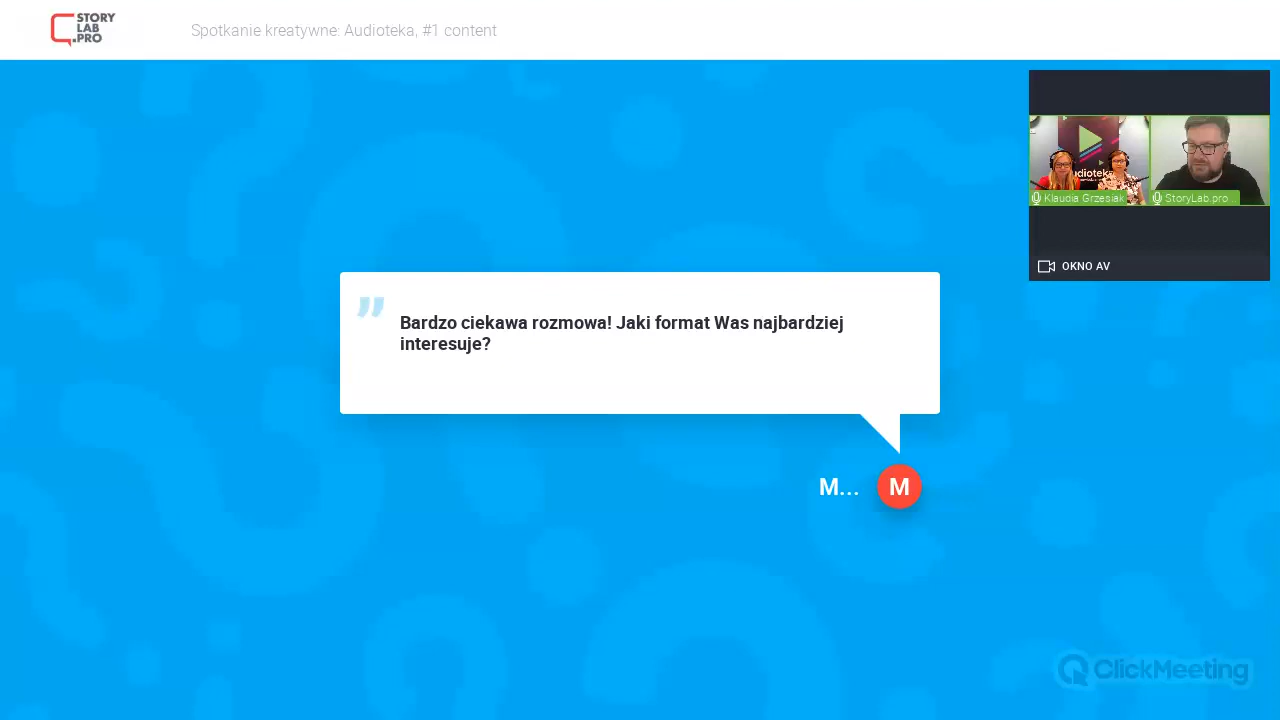 STORY
LAB
.PRO
Spotkanie kreatywne: Audioteka, #1 content
audioteka
Klaudia Grzesiak
StoryLab.pro ...
OKNO AV
Bardzo ciekawa rozmowa! Jaki format Was najbardziej
interesuje?
M...
M
ClickMeeting